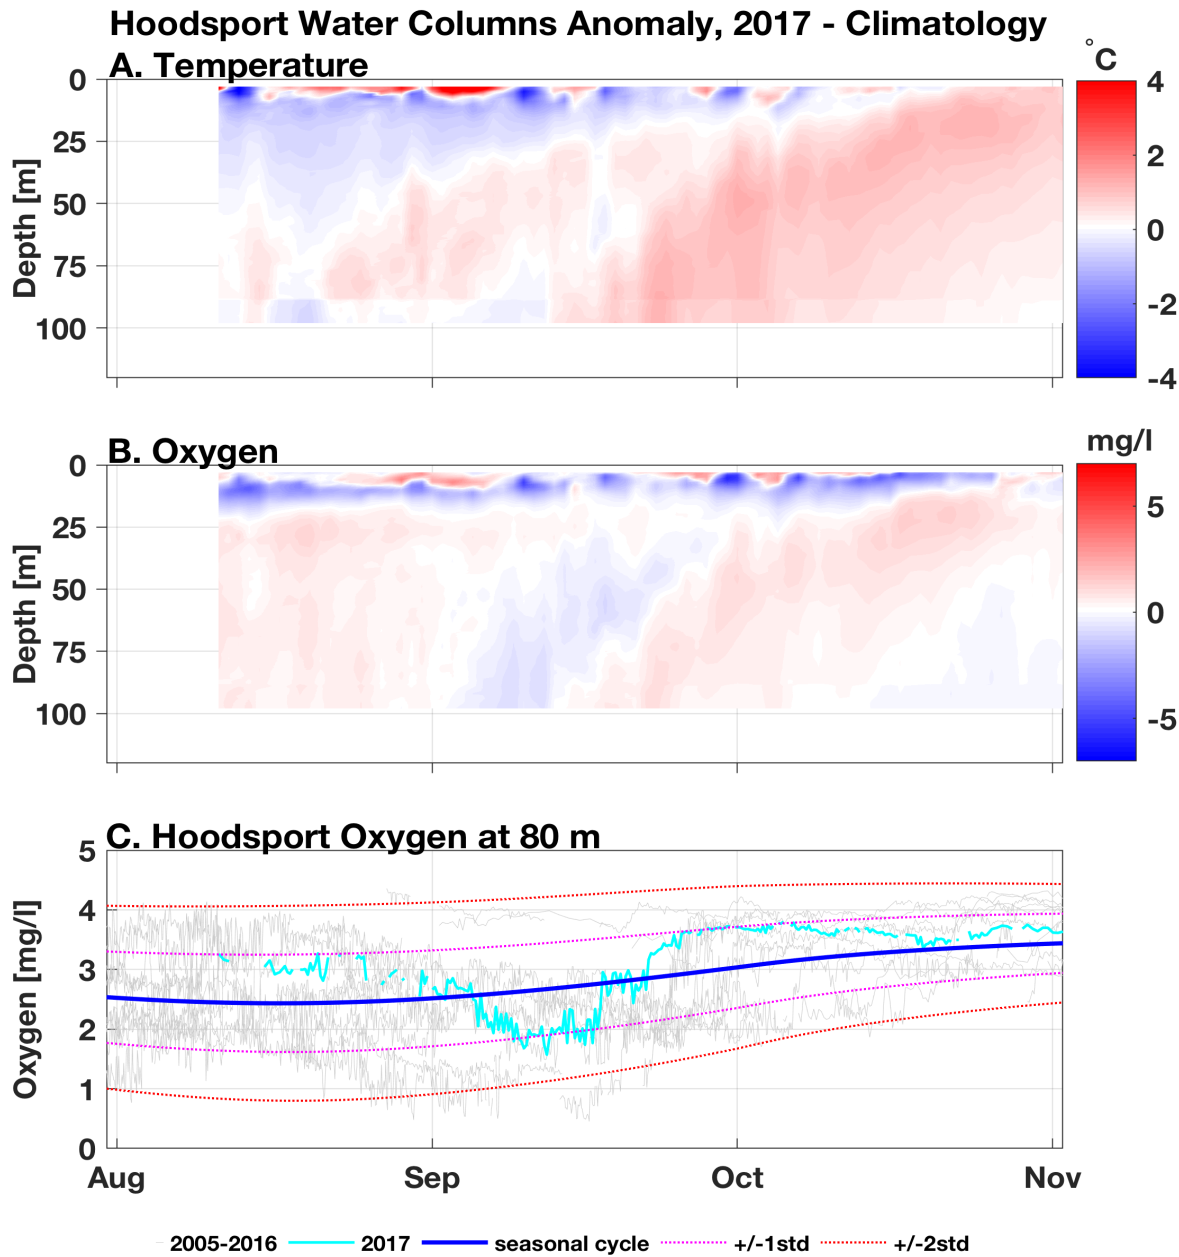 Hoodsport Water Columns Anomaly, 2017 - Climatology
A. Temperature
°C
0
25
50
75
100
Depth [m]
4
2
0
-2
-4
B. Oxygen
mg/l
0
25
50
75
100
Depth [m]
5
0
-5
C. Hoodsport Oxygen at 80 m
5
4
3
2
1
0
Oxygen [mg/l]
Aug Sep Oct Nov
2005-2016 2017 seasonal cycle +/-1std +/-2std